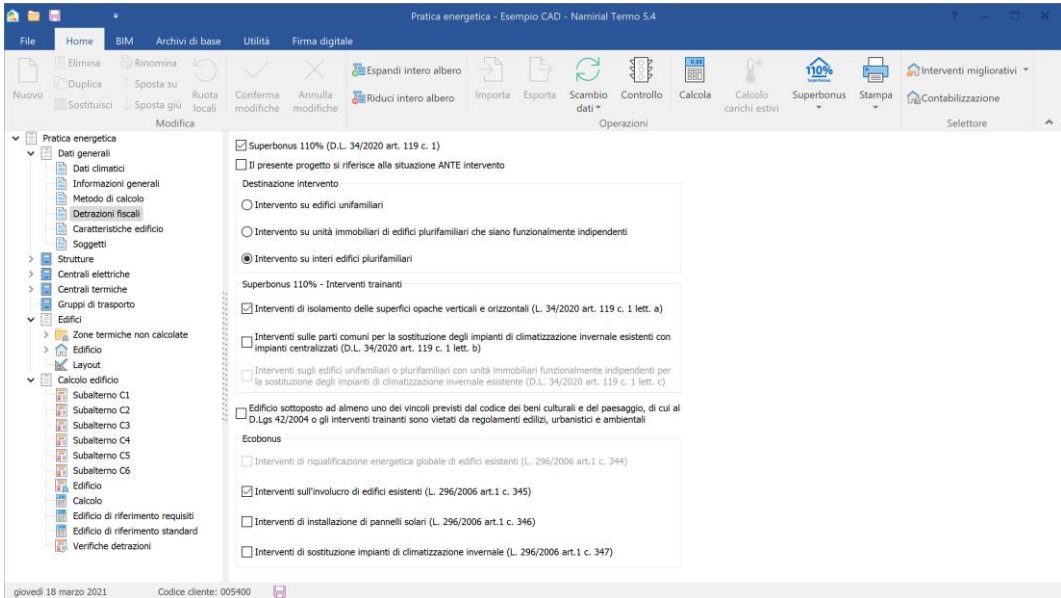 Pratica energetica - Esempio CAD - Namirial Termo 5.4
File Home BIM Archivi di base Utilità Firma digitale
Nuovo
Elimina
Duplica
Sostituisci
Rinomina
Sposta su
Sposta giù
Ruota
locali
Modifica
Conferma
modifiche
Annulla
modifiche
Espandi intero albero
Riduci intero albero
Importa
Esporta
Scambio
dati
Controllo
0.00
Calcola
Calcolo
carichi estivi
110%
Superbonus
Superbonus
Stampa
Operazioni
Interventi migliorativi
Contabilizzazione
Selettore
Pratica energetica
Dati generali
Dati climatici
Informazioni generali
Metodo di calcolo
Detrazioni fiscali
Caratteristiche edificio
Soggetti
Strutture
Centrali elettriche
Centrali termiche
Gruppi di trasporto
Edifici
Zone termiche non calcolate
Edificio
Layout
Calcolo edificio
Subalterno C1
Subalterno C2
Subalterno C3
Subalterno C4
Subalterno C5
Subalterno C6
Edificio
Calcolo
Edificio di riferimento requisiti
Edificio di riferimento standard
Verifiche detrazioni
Superbonus 110% (D.L. 34/2020 art. 119 c. 1)
Il presente progetto si riferisce alla situazione ANTE intervento
Destinazione intervento
Intervento su edifici unifamiliari
Intervento su unità immobiliari di edifici plurifamiliari che siano funzionalmente indipendenti
Intervento su interi edifici plurifamiliari
Superbonus 110% - Interventi trainanti
Interventi di isolamento delle superfici opache verticali e orizzontali (L. 34/2020 art. 119 c. 1 lett. a)
Interventi sulle parti comuni per la sostituzione degli impianti di climatizzazione invernale esistenti con
impianti centralizzati (D.L. 34/2020 art. 119 c. 1 lett. b)
Interventi sugli edifici unifamiliari o plurifamiliari con unità immobiliari funzionalmente indipendenti per
la sostituzione degli impianti di climatizzazione invernale esistente (D.L. 34/2020 art. 119 c. 1 lett. c)
Edificio sottoposto ad almeno uno dei vincoli previsti dal codice dei beni culturali e del paesaggio, di cui al
D.Lgs 42/2004 o gli interventi trainanti sono vietati da regolamenti edilizi, urbanistici e ambientali
Ecobonus
Interventi di riqualificazione energetica globale di edifici esistenti (L. 296/2006 art.1 c. 344)
Interventi sull'involucro di edifici esistenti (L. 296/2006 art.1 c. 345)
Interventi di installazione di pannelli solari (L. 296/2006 art.1 c. 346)
Interventi di sostituzione impianti di climatizzazione invernale (L. 296/2006 art.1 c. 347)
giovedì 18 marzo 2021 Codice cliente: 005400